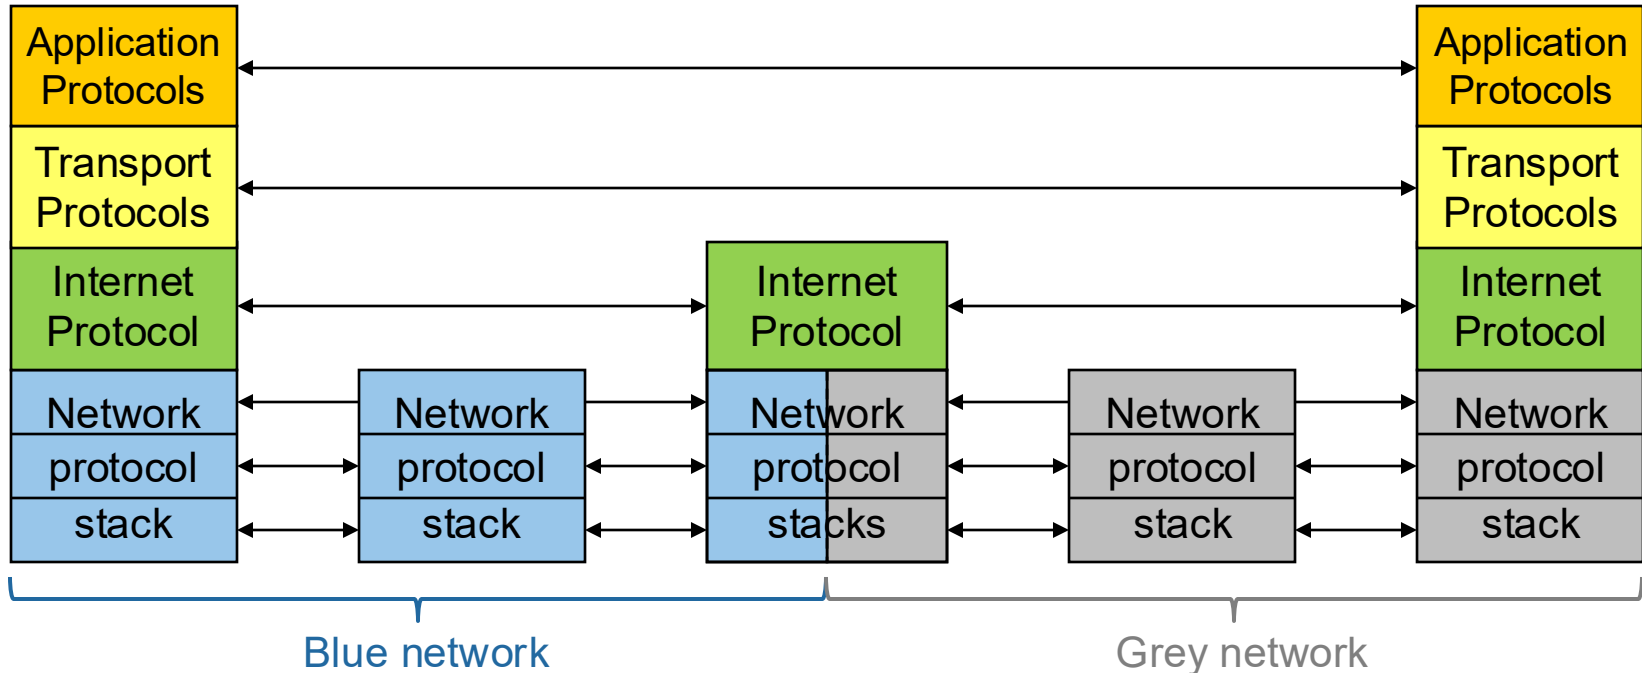 Application
Protocols
Transport
Protocols
Internet
Protocol
Network
protocol
stack
Network
protocol
stack
Internet
Protocol
Network
protocol
stacks
Network
protocol
stack
Application
Protocols
Transport
Protocols
Internet
Protocol
Network
protocol
stack
Blue network
Grey network